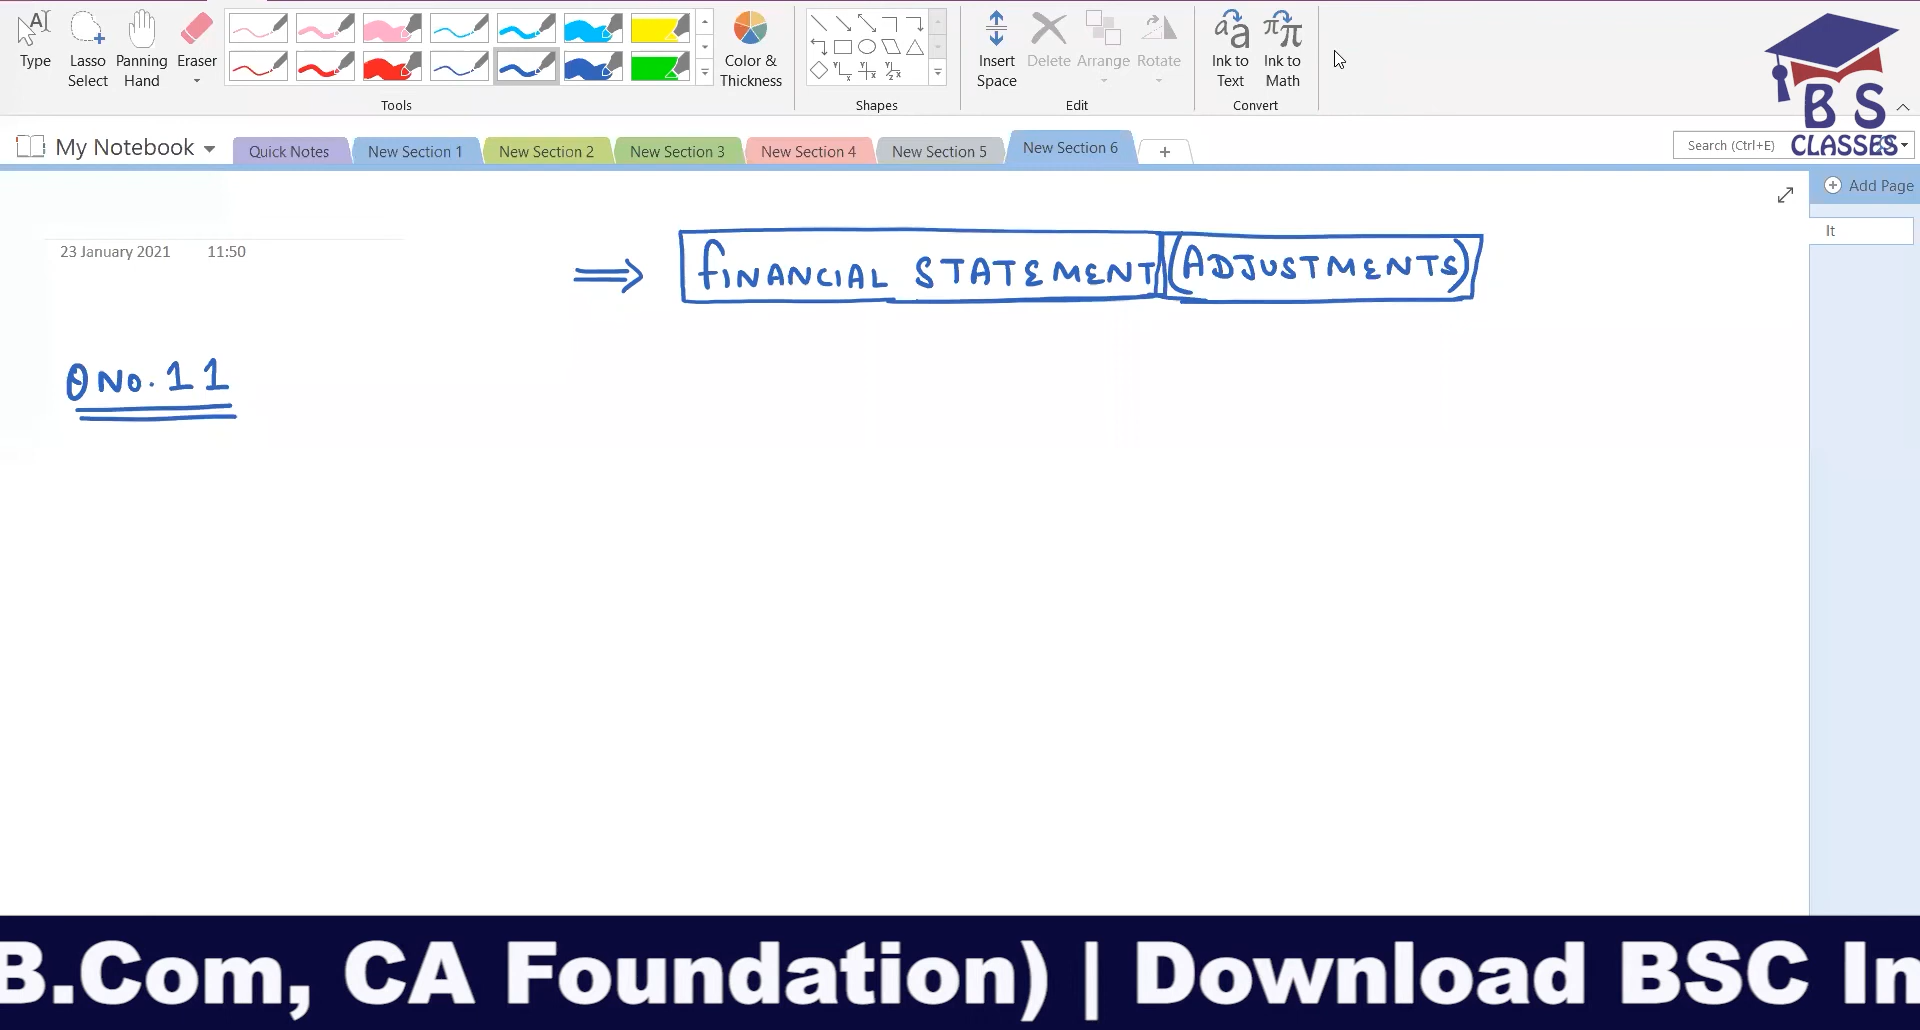 Type
Lasso Select
Panning Hand
Eraser
Color & Thickness
Insert Space
Delete
Arrange
Rotate
Ink to Text
Ink to Math
Tools
Shapes
Edit
Convert
B S
CLASSES
My Notebook
Quick Notes
New Section 1
New Section 2
New Section 3
New Section 4
New Section 5
New Section 6
+
Search (Ctrl+E)
Add Page
It
23 January 2021 11:50
⇒ FINANCIAL STATEMENT (ADJUSTMENTS)
Q No. 11
B.Com, CA Foundation) | Download BSC In